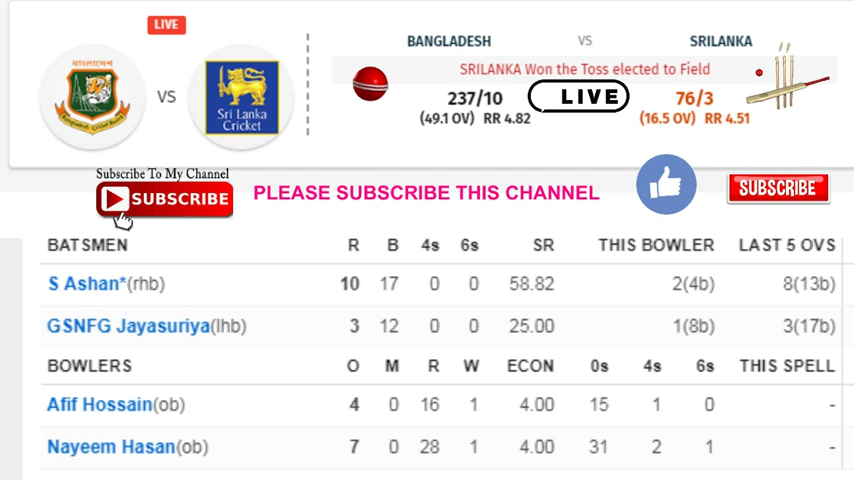 LIVE
BANGLADESH VS SRILANKA
SRILANKA Won the Toss elected to Field
বাংলাদেশ
Bangladesh Cricket Board
VS
Sri Lanka
Cricket
237/10 LIVE 76/3
(49.1 OV) RR 4.82 (16.5 OV) RR 4.51
Subscribe To My Channel
SUBSCRIBE PLEASE SUBSCRIBE THIS CHANNEL SUBSCRIBE
BATSMEN R B 4s 6s SR THIS BOWLER LAST 5 OVS
S Ashan*(rhb) 10 17 0 0 58.82 2(4b) 8(13b)
GSNFG Jayasuriya(lhb) 3 12 0 0 25.00 1(8b) 3(17b)
BOWLERS O M R W ECON 0s 4s 6s THIS SPELL
Afif Hossain(ob) 4 0 16 1 4.00 15 1 0 -
Nayeem Hasan(ob) 7 0 28 1 4.00 31 2 1 -